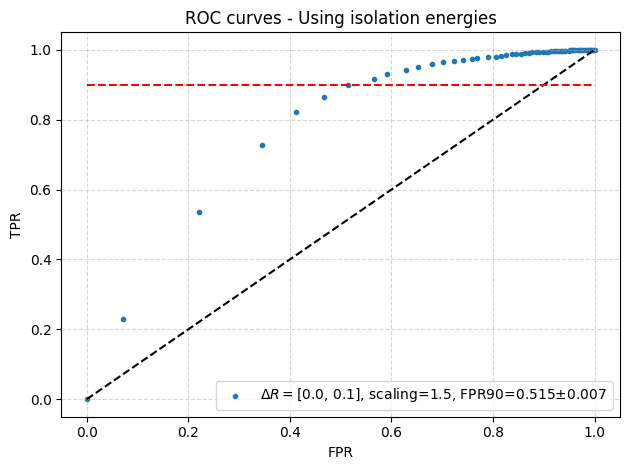 ROC curves - Using isolation energies
TPR
1.0
0.8
0.6
0.4
0.2
0.0
0.0 0.2 0.4 0.6 0.8 1.0
FPR
ΔR = [0.0, 0.1], scaling=1.5, FPR90=0.515±0.007